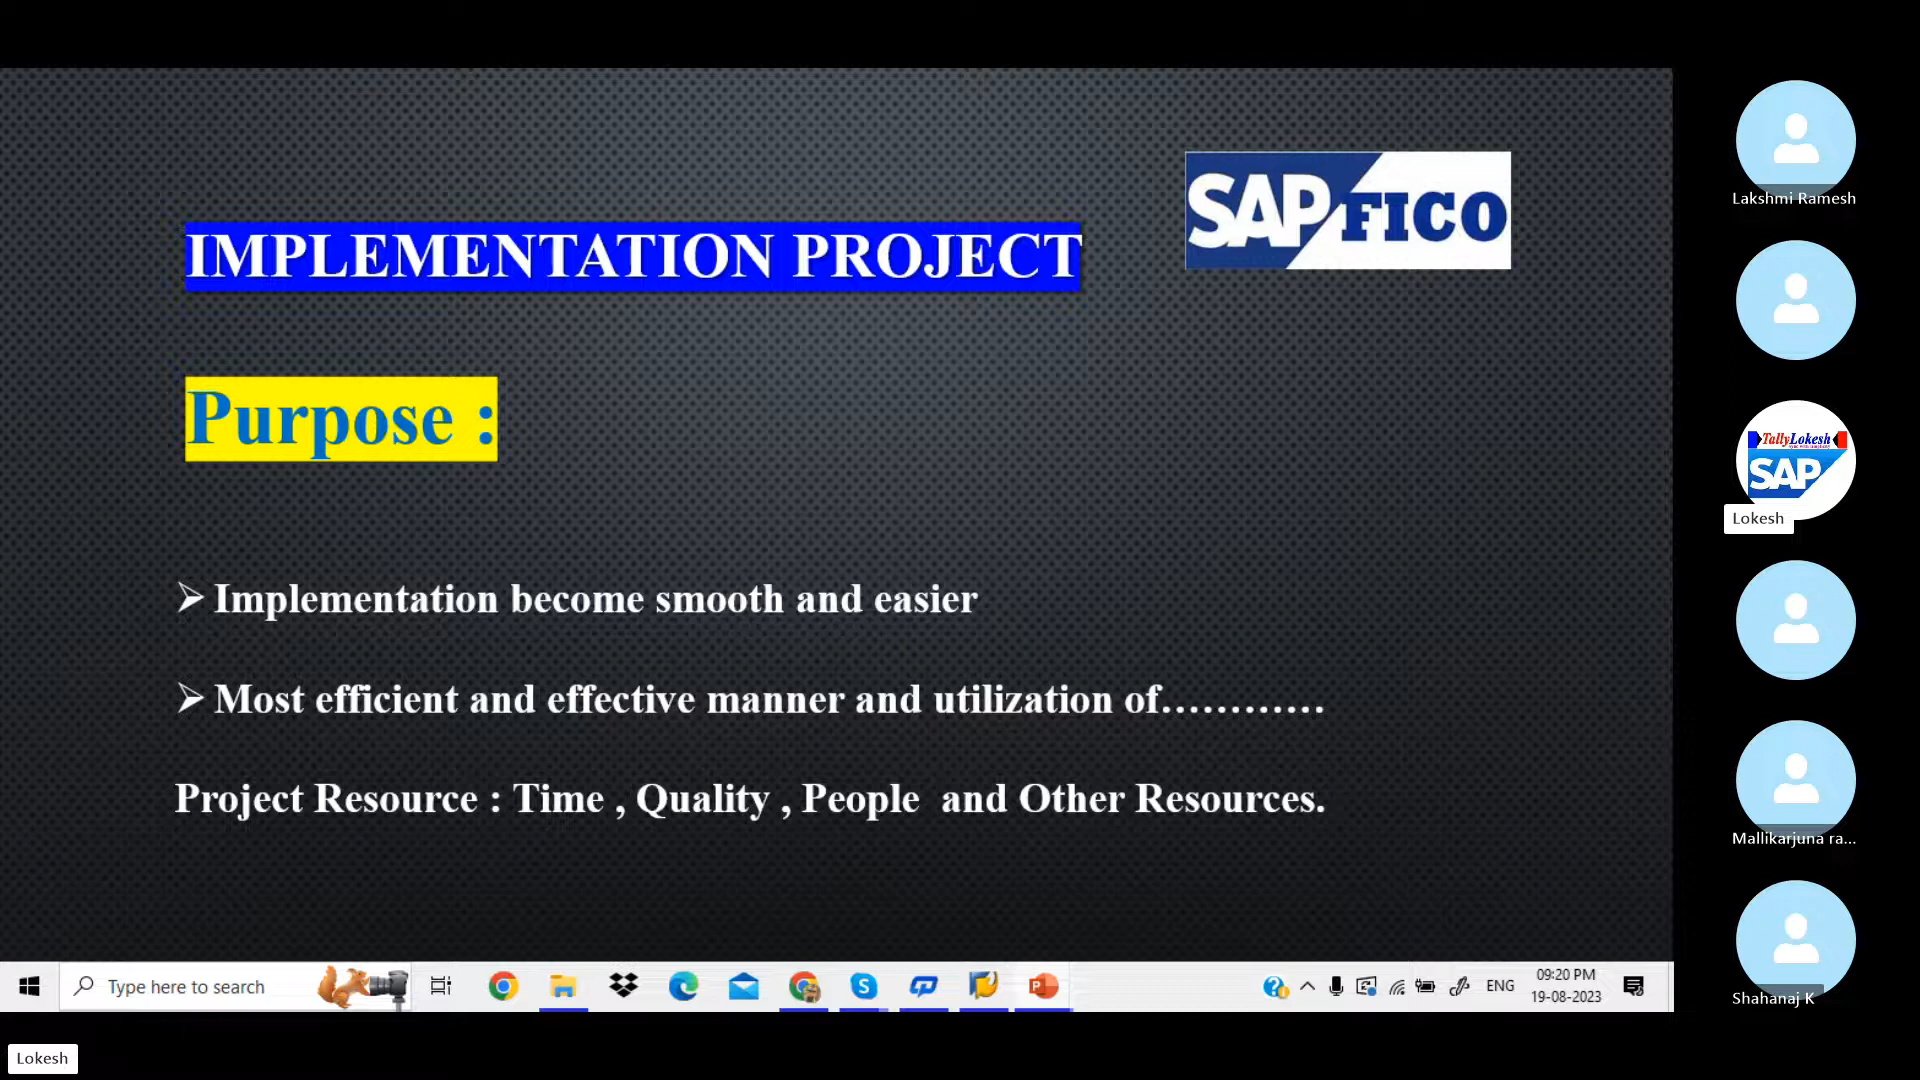 SAP FICO
IMPLEMENTATION PROJECT
Purpose :
➢ Implementation become smooth and easier
➢ Most efficient and effective manner and utilization of............
Project Resource : Time , Quality , People and Other Resources.
Type here to search
ENG
09:20 PM
19-08-2023
Lokesh
Lakshmi Ramesh
TallyLokesh
SAP
Lokesh
Mallikarjuna ra...
Shahanaj K